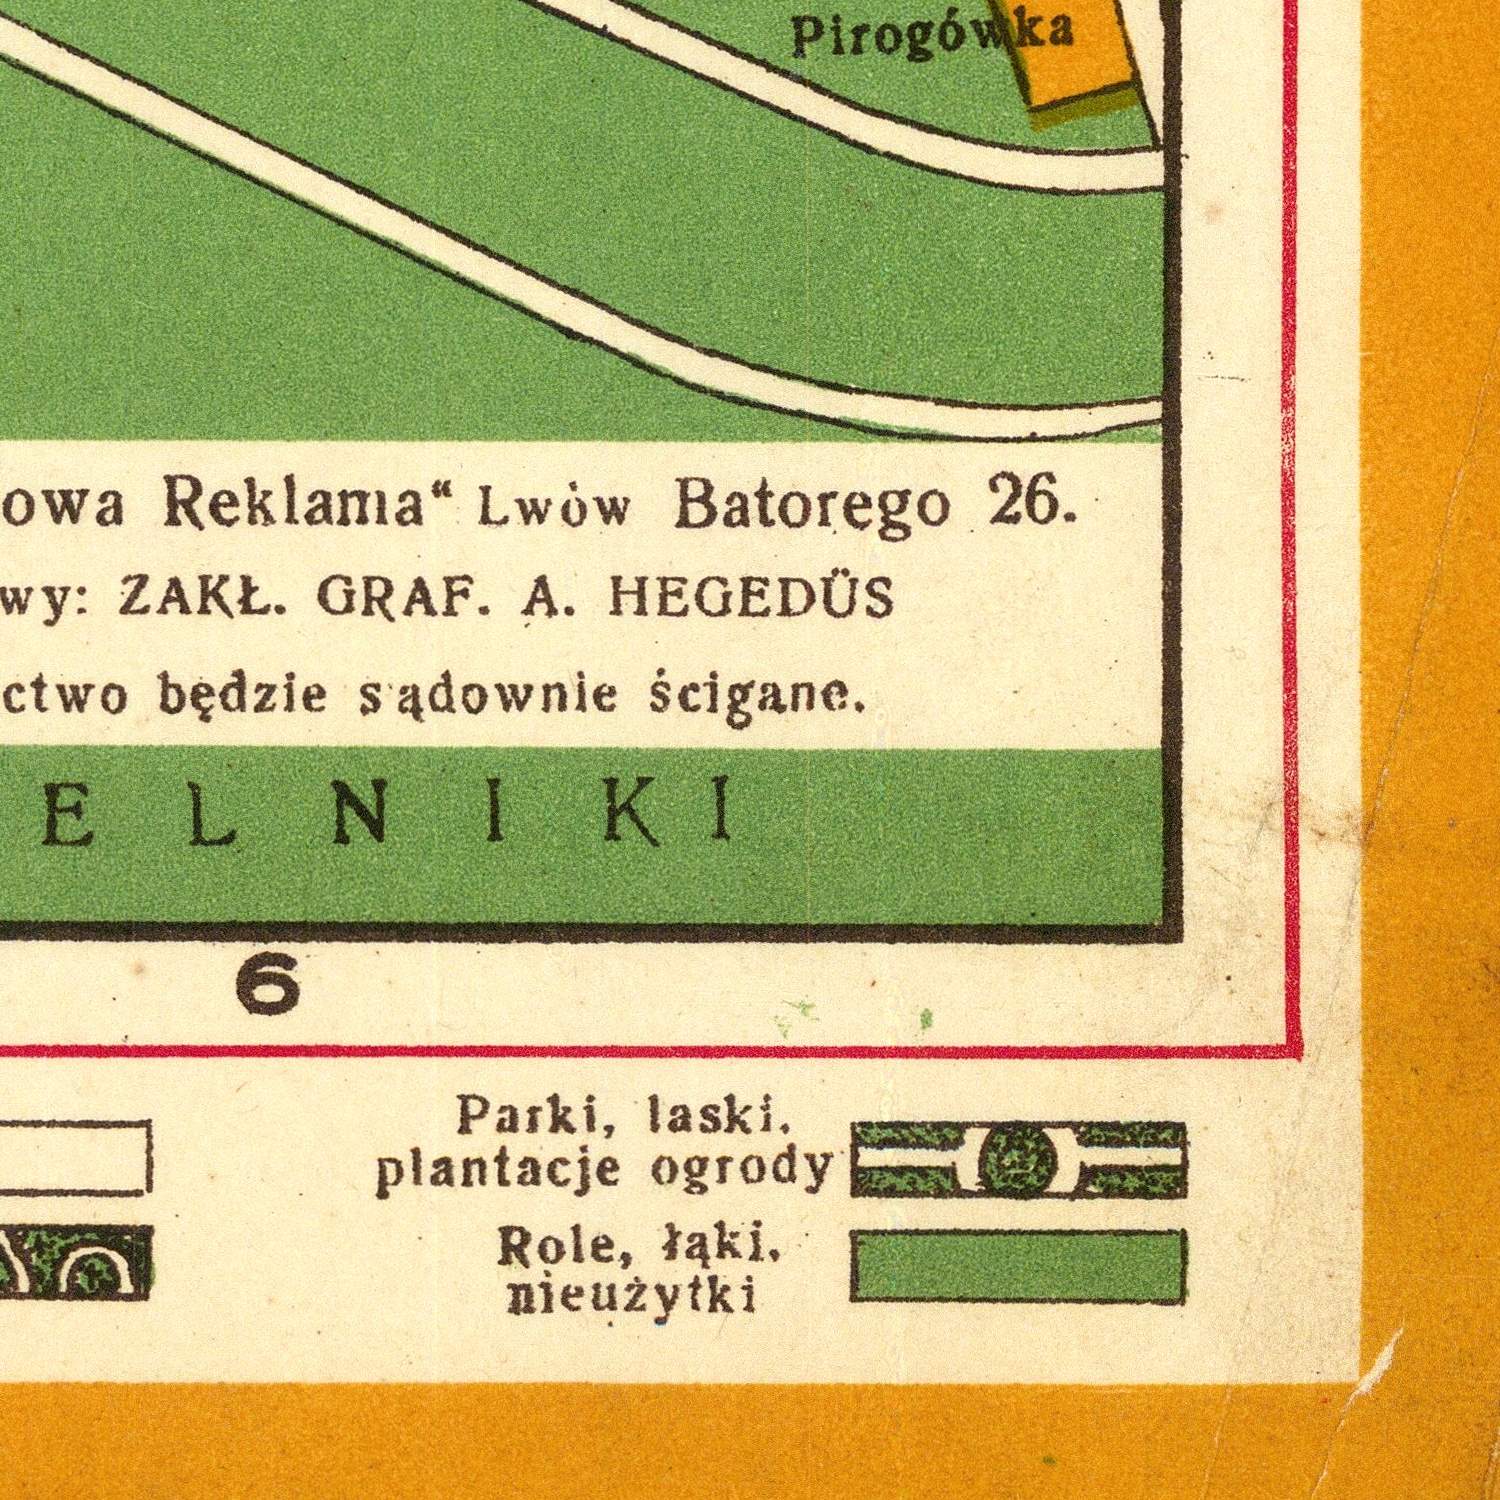 Pirogówka
owa Reklama“ Lwów Batorego 26.
wy: ZAKŁ. GRAF. A. HEGEDÜS
ctwo będzie sądownie ścigane.
E L N I K I
6
Parki, laski,
plantacje ogrody
Role, łąki,
nieużytki